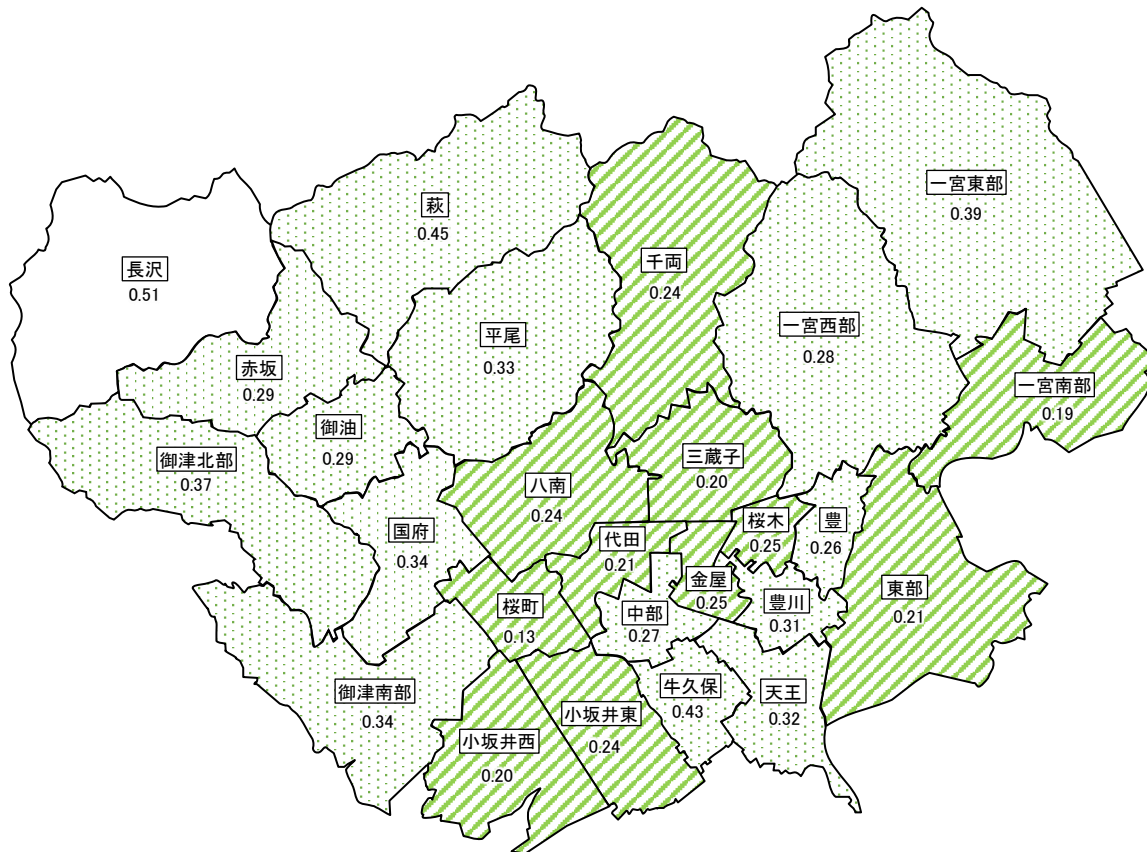 一宮東部
0.39
萩
0.45
千両
0.24
長沢
0.51
一宮西部
0.28
平尾
0.33
赤坂
0.29
一宮南部
0.19
御油
0.29
御津北部
0.37
三蔵子
0.20
八南
0.24
国府
0.34
桜木
0.25
豊
0.26
代田
0.21
金屋
0.25
東部
0.21
豊川
0.31
桜町
0.13
中部
0.27
御津南部
0.34
牛久保
0.43
天王
0.32
小坂井東
0.24
小坂井西
0.20